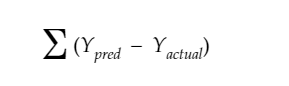 ∑ (Y_pred − Y_actual)